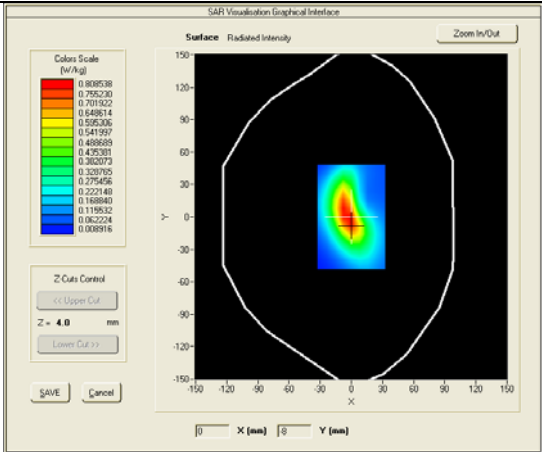 SAR Visualisation Graphical Interface
Surface Radiated Intensity
Zoom In/Out
Colors Scale
(W/kg)
0.808538
0.755230
0.701922
0.648614
0.595306
0.541997
0.488689
0.435381
0.382073
0.328765
0.275456
0.222148
0.168840
0.115532
0.062224
0.008916
Z-Cuts Control
<< Upper Cut
Z = 4.0 mm
Lower Cut >>
SAVE Cancel
150-
120-
90-
60-
30-
0-
-30-
-60-
-90-
-120-
-150-
Y
-150 -120 -90 -60 -30 0 30 60 90 120 150
X
0 X (mm) -8 Y (mm)